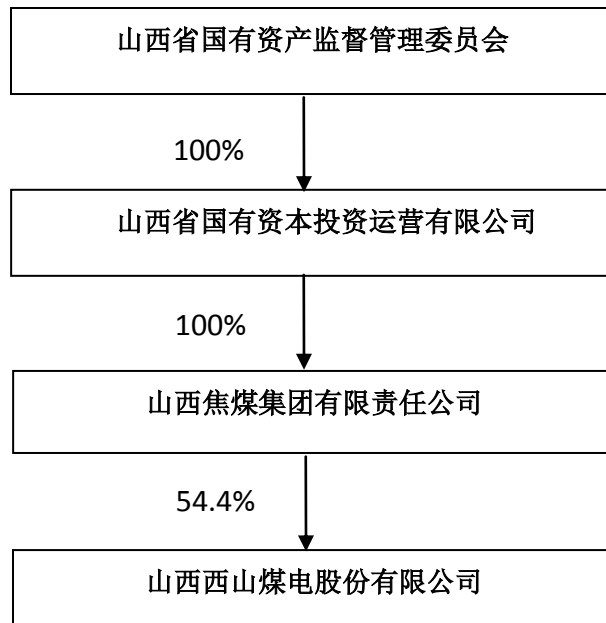 山西省国有资产监督管理委员会
100%
山西省国有资本投资运营有限公司
100%
山西焦煤集团有限责任公司
54.4%
山西西山煤电股份有限公司